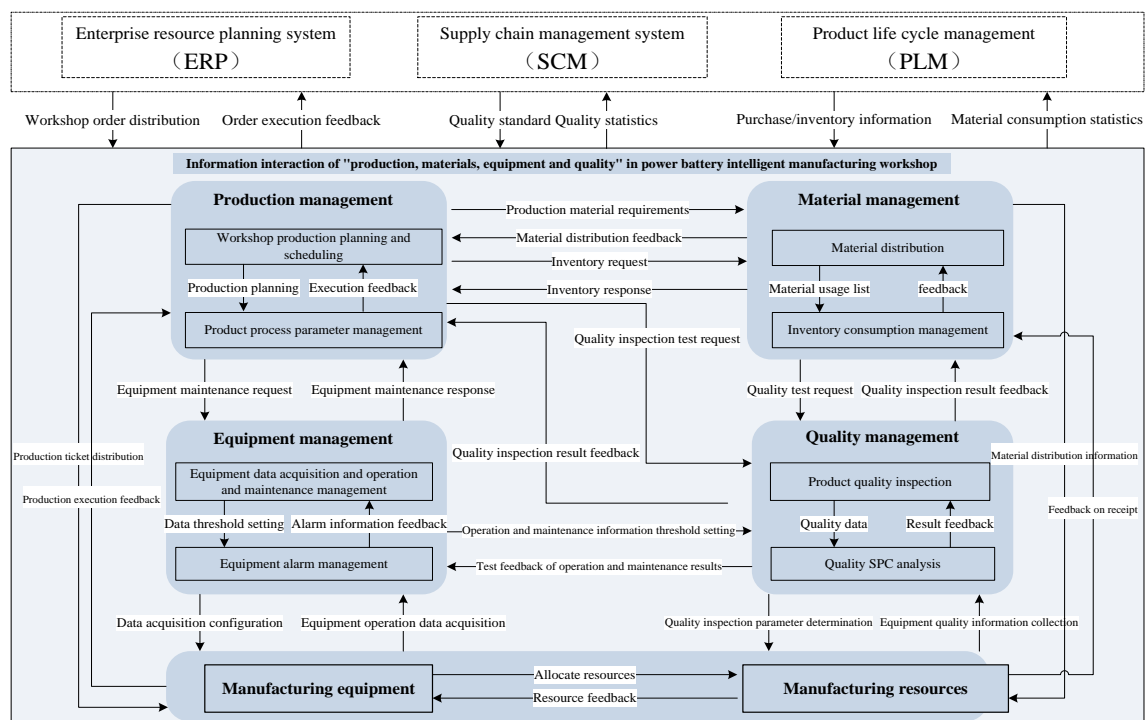 Enterprise resource planning system
（ERP）
Supply chain management system
（SCM）
Product life cycle management
（PLM）
Workshop order distribution
Order execution feedback
Quality standard
Quality statistics
Purchase/inventory information
Material consumption statistics
Information interaction of "production, materials, equipment and quality" in power battery intelligent manufacturing workshop
Production management
Material management
Production material requirements
Workshop production planning and
scheduling
Material distribution feedback
Material distribution
Inventory request
Production planning
Execution feedback
Inventory response
Material usage list
feedback
Product process parameter management
Quality inspection test request
Inventory consumption management
Equipment maintenance request
Equipment maintenance response
Quality test request
Quality inspection result feedback
Equipment management
Quality management
Production ticket distribution
Quality inspection result feedback
Material distribution information
Equipment data acquisition and operation
and maintenance management
Product quality inspection
Production execution feedback
Feedback on receipt
Data threshold setting
Alarm information feedback
Operation and maintenance information threshold setting
Quality data
Result feedback
Equipment alarm management
Test feedback of operation and maintenance results
Quality SPC analysis
Data acquisition configuration
Equipment operation data acquisition
Quality inspection parameter determination
Equipment quality information collection
Manufacturing equipment
Allocate resources
Resource feedback
Manufacturing resources